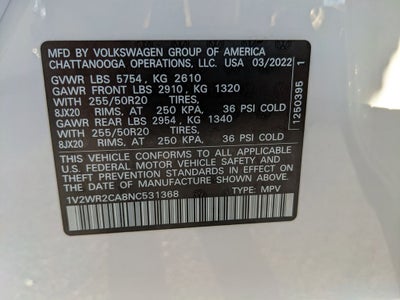 MFD BY VOLKSWAGEN GROUP OF AMERICA
CHATTANOOGA OPERATIONS, LLC. USA 03/2022
GVWR LBS 5754, KG 2610
GAWR FRONT LBS 2910, KG 1320
WITH 255/50R20 TIRES,
8JX20 RIMS, AT 250 KPA, 36 PSI COLD
GAWR REAR LBS 2954, KG 1340
WITH 255/50R20 TIRES,
8JX20 RIMS, AT 250 KPA, 36 PSI COLD
THIS VEHICLE CONFORMS TO ALL APPLICABLE
U.S. FEDERAL MOTOR VEHICLE SAFETY AND
THEFT PREVENTION STANDARDS IN EFFECT ON
THE DATE OF MANUFACTURE SHOWN ABOVE.
1V2WR2CA8NC531368 TYPE: MPV
1250395 1